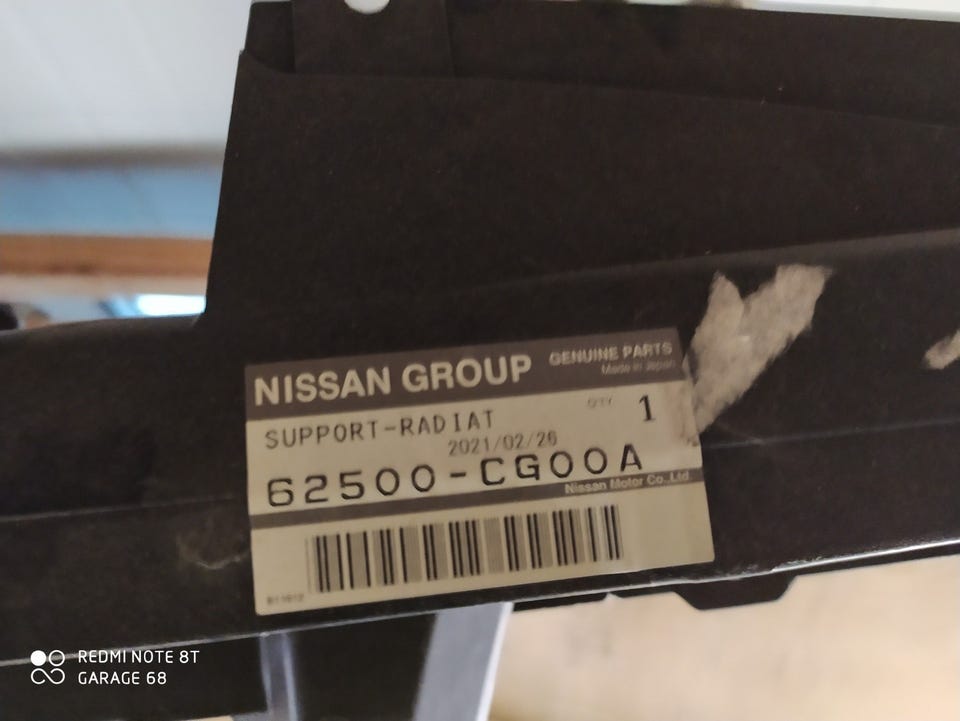 NISSAN GROUP
GENUINE PARTS
Made in Japan
SUPPORT-RADIAT
QTY 1
2021/02/26
62500-CG00A
Nissan Motor Co.,Ltd.
REDMI NOTE 8T
GARAGE 68